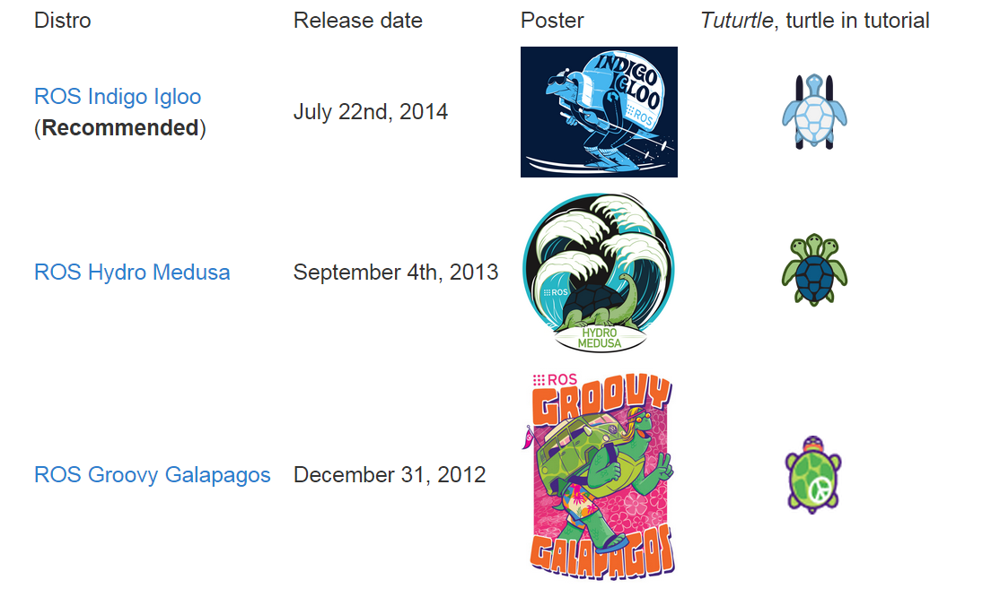 Distro Release date Poster Tuturtle, turtle in tutorial
ROS Indigo Igloo
(Recommended)
July 22nd, 2014
INDIGO
IGLOO
ROS
ROS Hydro Medusa
September 4th, 2013
ROS
HYDRO
MEDUSA
ROS Groovy Galapagos
December 31, 2012
ROS
GROOVY
GALAPAGOS